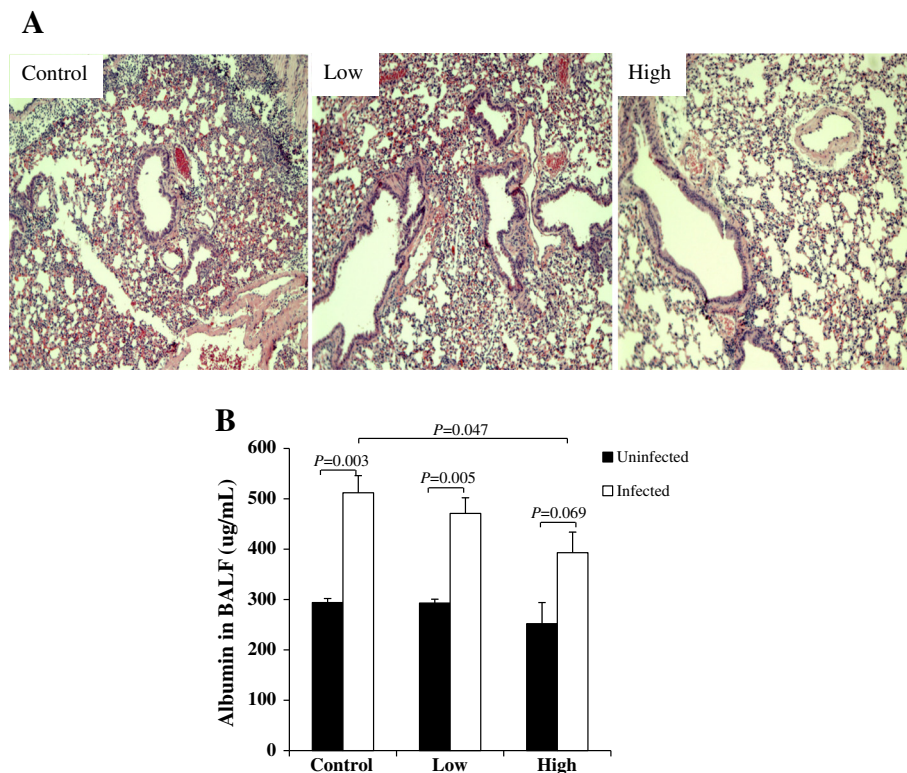 A
Control
Low
High
B
P=0.047
600
P=0.003
Uninfected
P=0.005
Infected
500
P=0.069
400
300
200
100
0
Albumin in BALF (ug/mL)
Control
Low
High